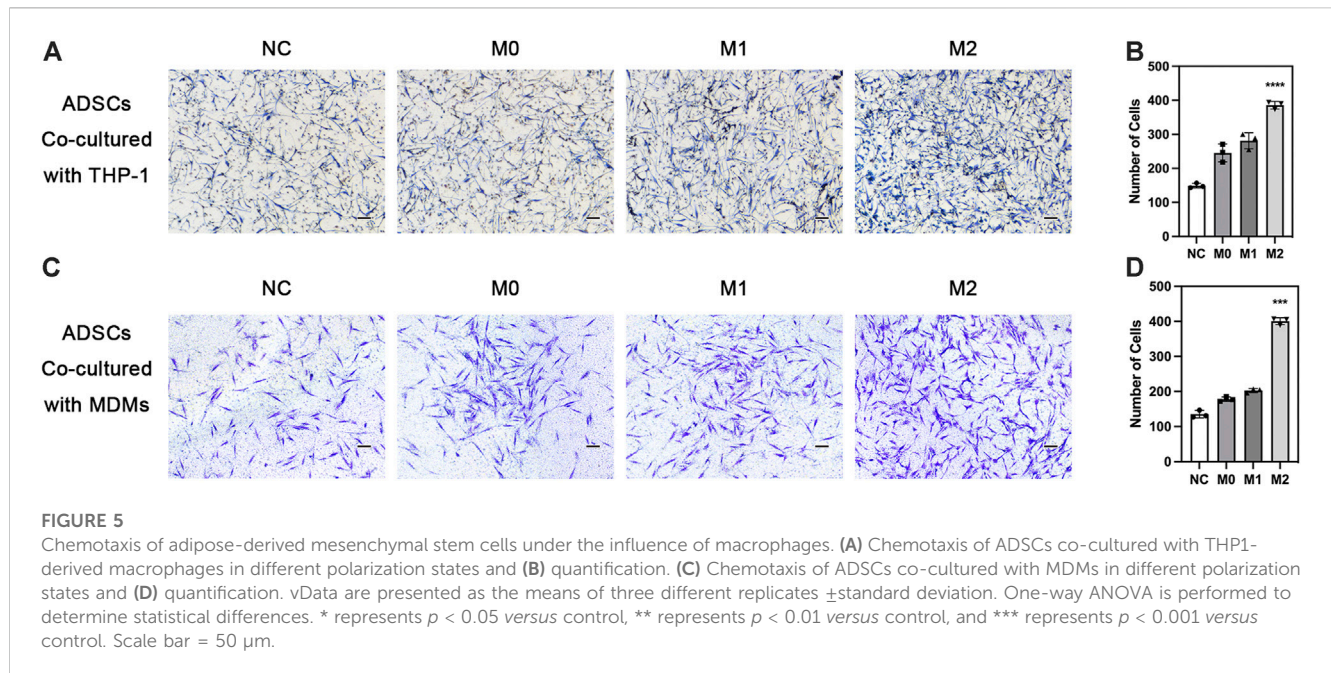 A
NC M0 M1 M2
ADSCs
Co-cultured
with THP-1
B
Number of Cells
500
400
300
200
100
0
****
NC M0 M1 M2
C
NC M0 M1 M2
ADSCs
Co-cultured
with MDMs
D
Number of Cells
500
400
300
200
100
0
***
NC M0 M1 M2
FIGURE 5
Chemotaxis of adipose-derived mesenchymal stem cells under the influence of macrophages. (A) Chemotaxis of ADSCs co-cultured with THP1-
derived macrophages in different polarization states and (B) quantification. (C) Chemotaxis of ADSCs co-cultured with MDMs in different polarization
states and (D) quantification. vData are presented as the means of three different replicates ±standard deviation. One-way ANOVA is performed to
determine statistical differences. * represents p < 0.05 versus control, ** represents p < 0.01 versus control, and *** represents p < 0.001 versus
control. Scale bar = 50 μm.